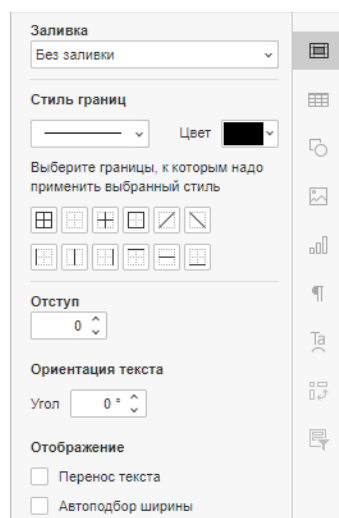 Заливка
Без заливки
Стиль границ
Цвет
Выберите границы, к которым надо
применить выбранный стиль
Отступ
0
Ориентация текста
Угол 0 °
Отображение
Перенос текста
Автоподбор ширины
¶
Ta